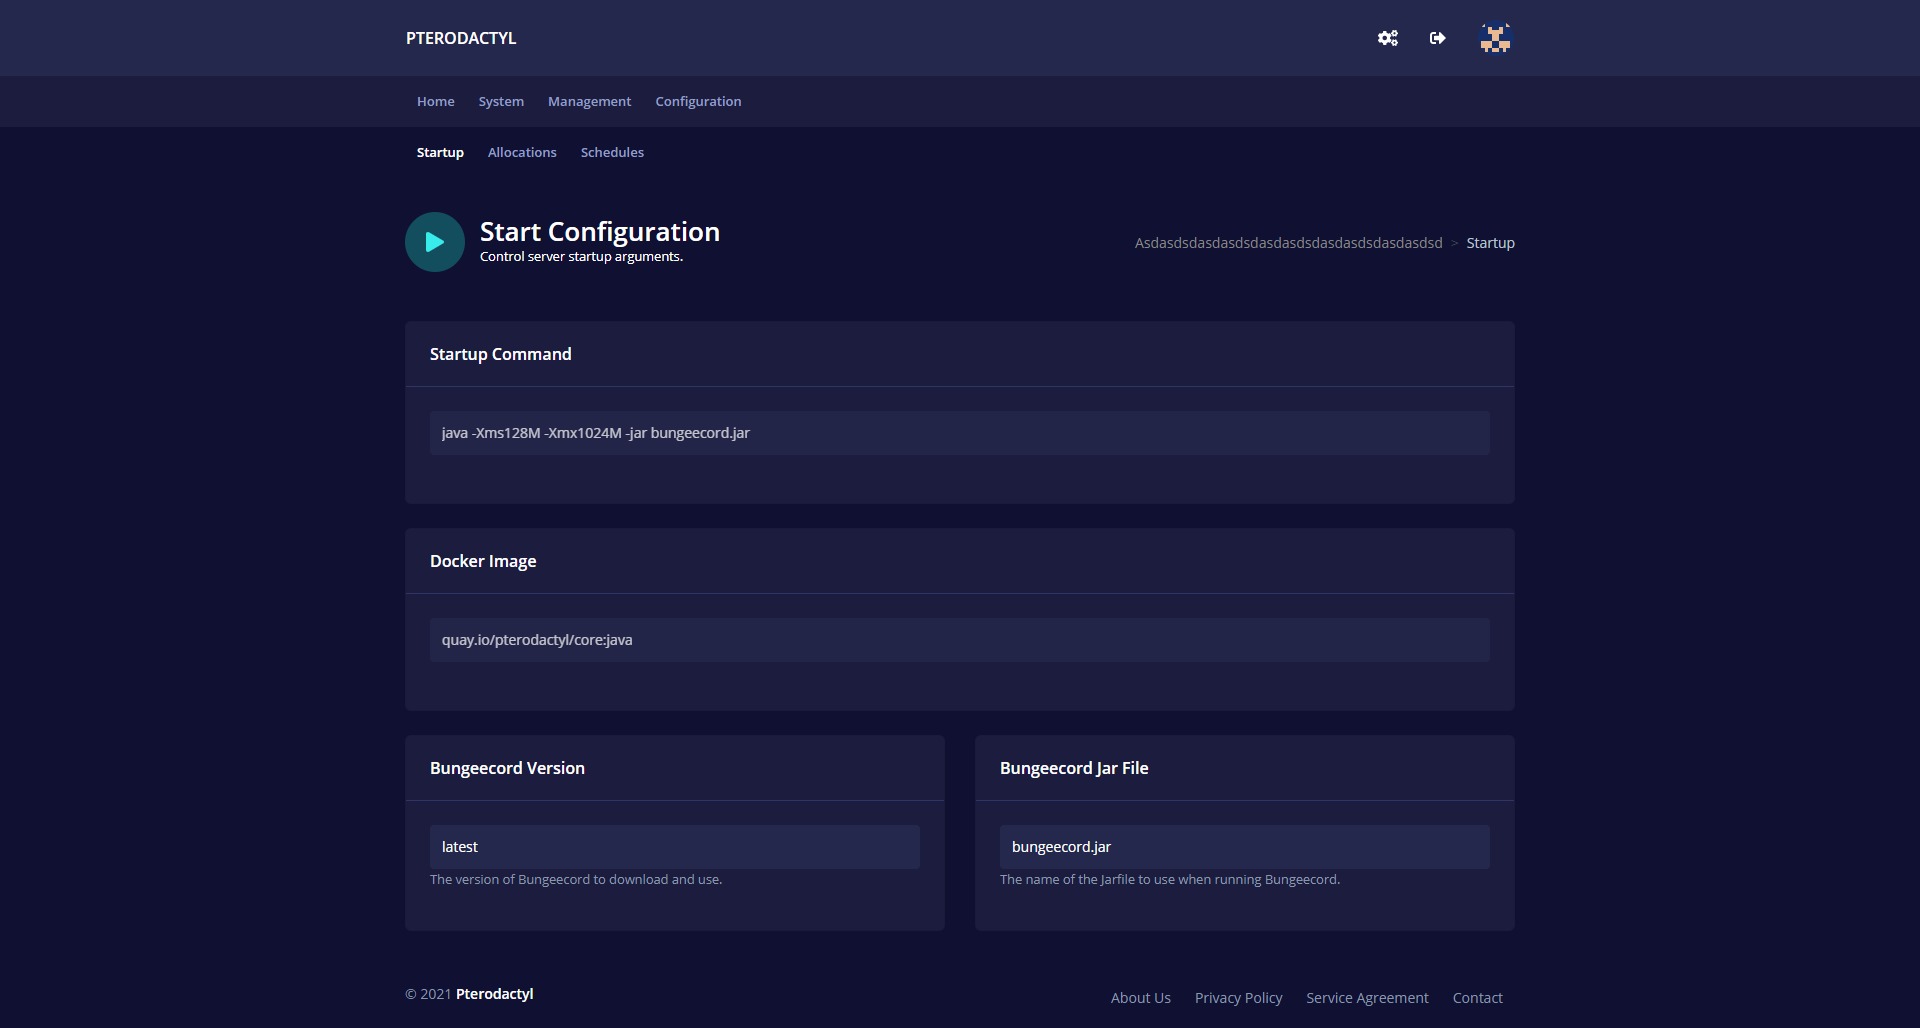 PTERODACTYL
Home System Management Configuration
Startup Allocations Schedules
Start Configuration
Control server startup arguments.
Asdasdsdasdasdsdasdasdsdasdasdsdasdasdsd > Startup
Startup Command
java -Xms128M -Xmx1024M -jar bungeecord.jar
Docker Image
quay.io/pterodactyl/core:java
Bungeecord Version
latest
The version of Bungeecord to download and use.
Bungeecord Jar File
bungeecord.jar
The name of the Jarfile to use when running Bungeecord.
© 2021 Pterodactyl
About Us Privacy Policy Service Agreement Contact